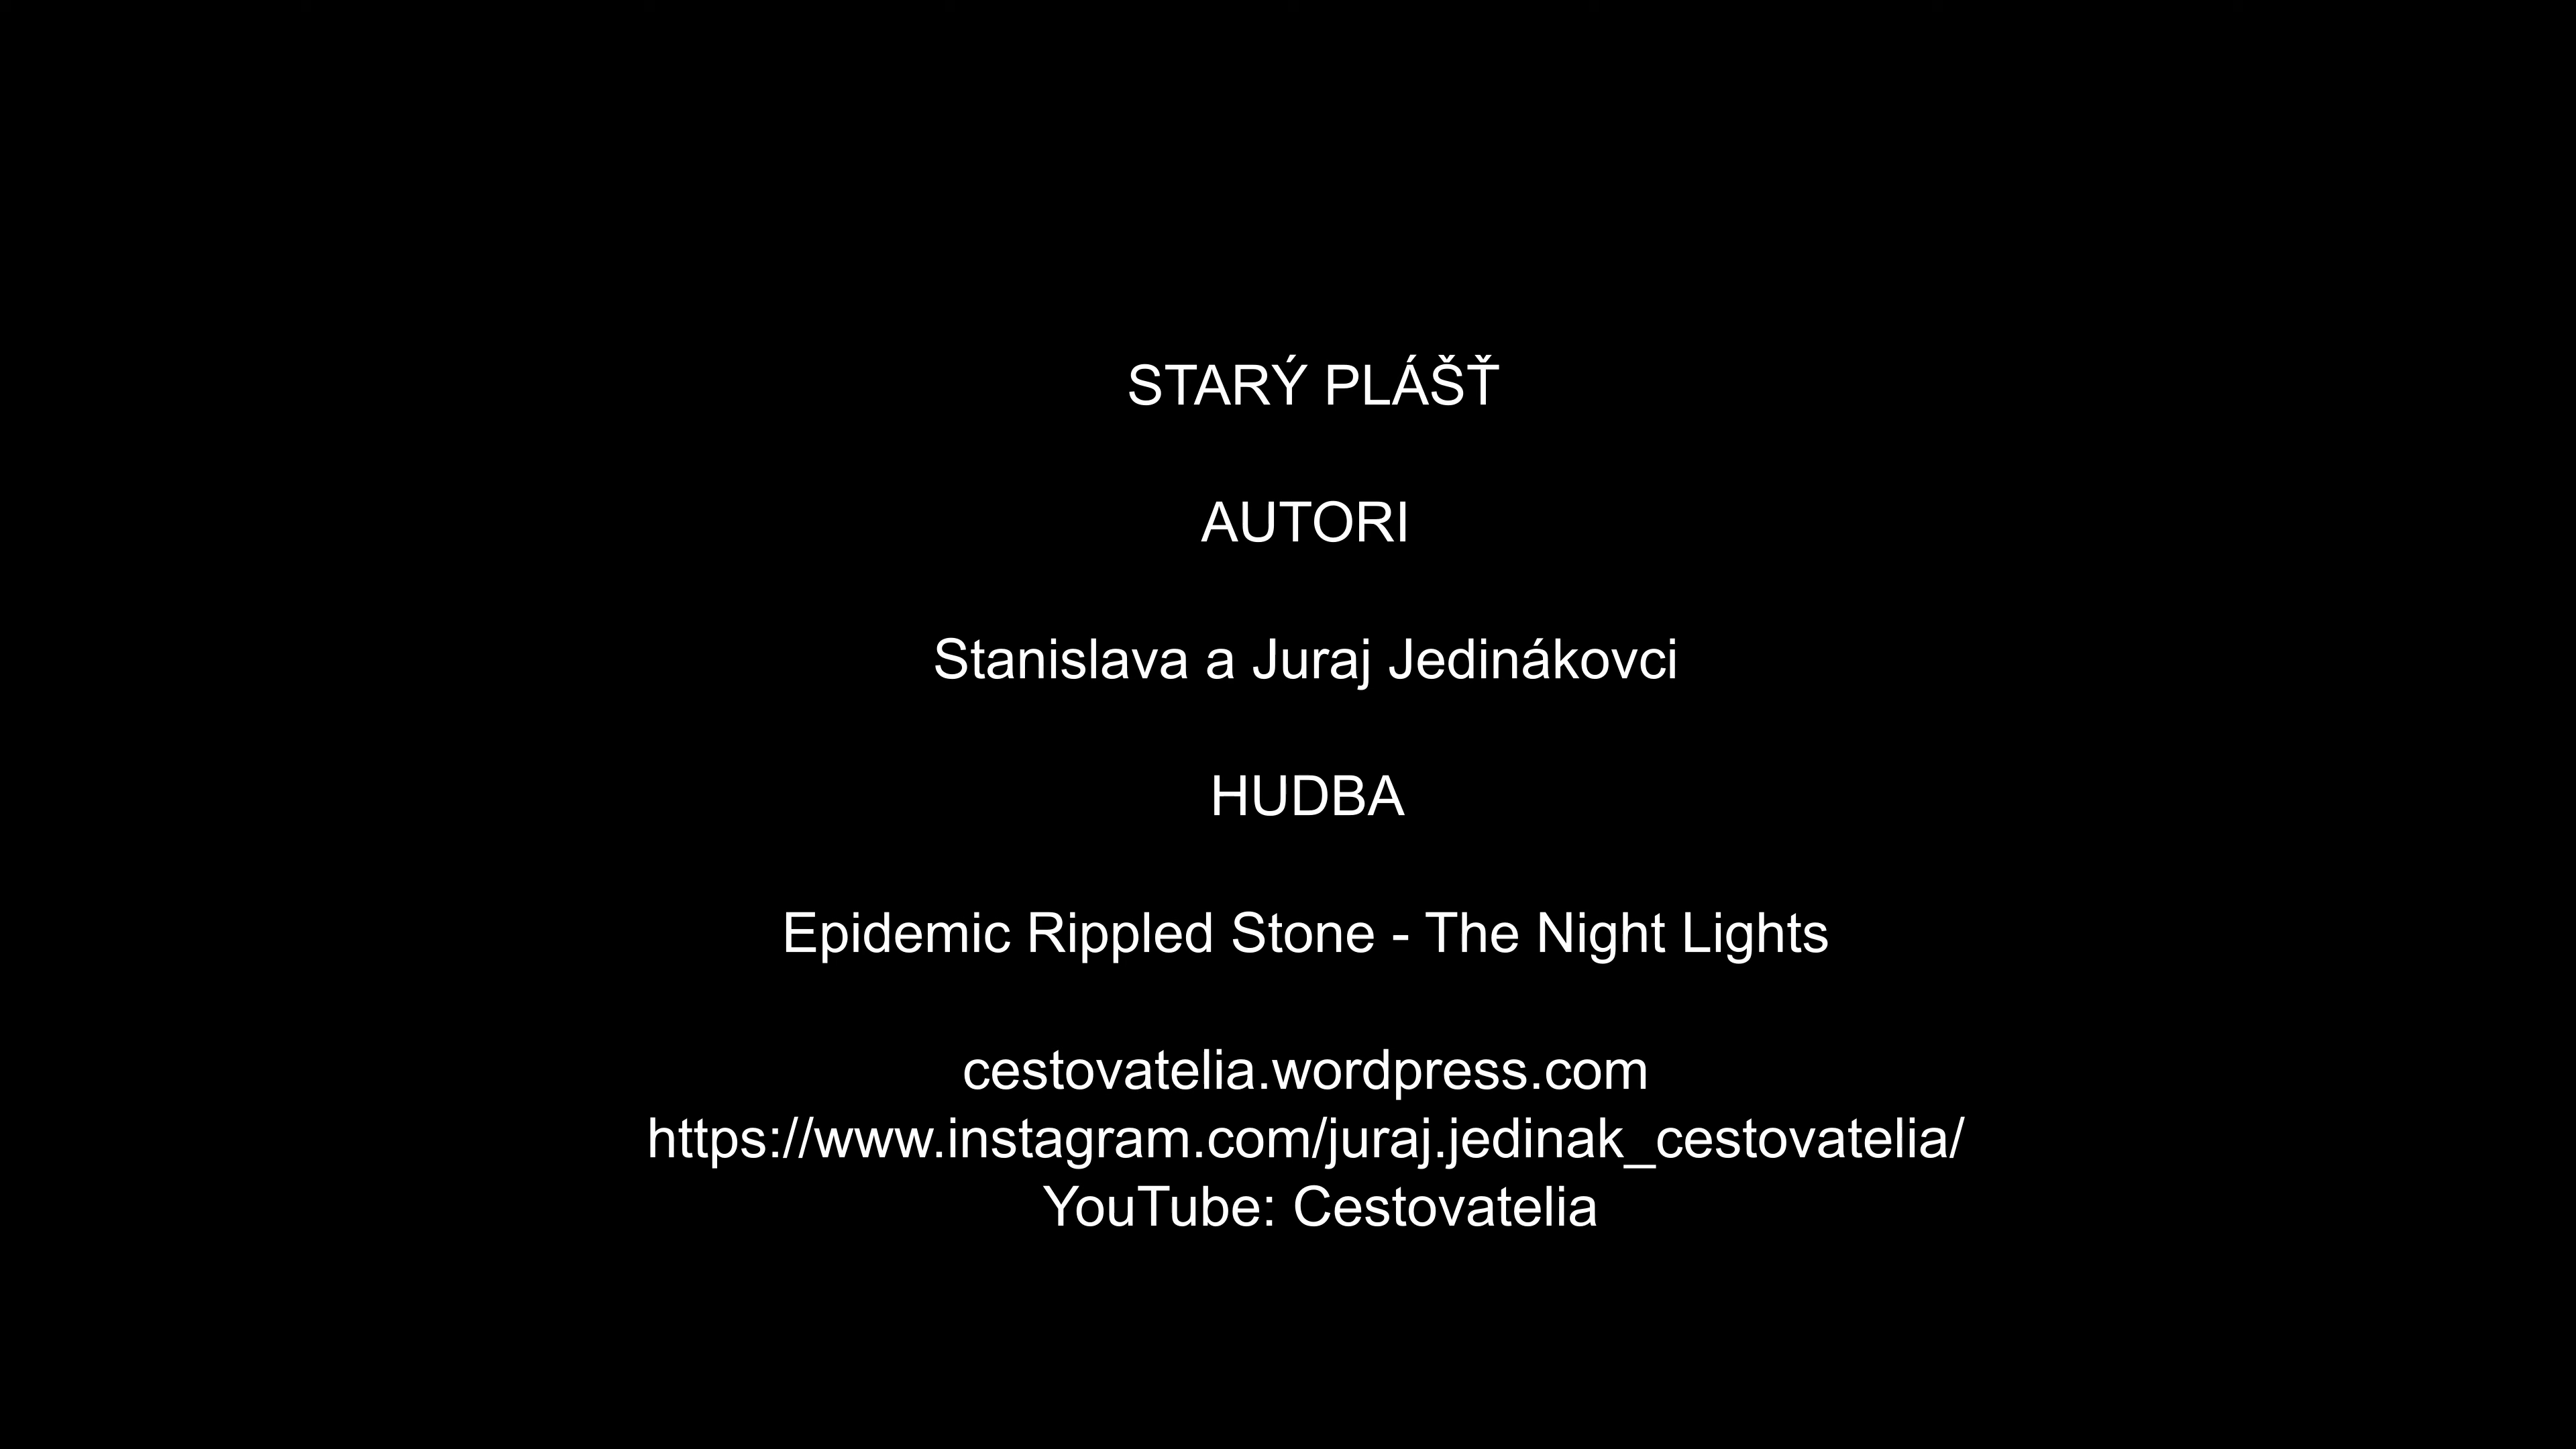 STARÝ PLÁŠŤ
AUTORI
Stanislava a Juraj Jedinákovci
HUDBA
Epidemic Rippled Stone - The Night Lights
cestovatelia.wordpress.com
https://www.instagram.com/juraj.jedinak_cestovatelia/
YouTube: Cestovatelia